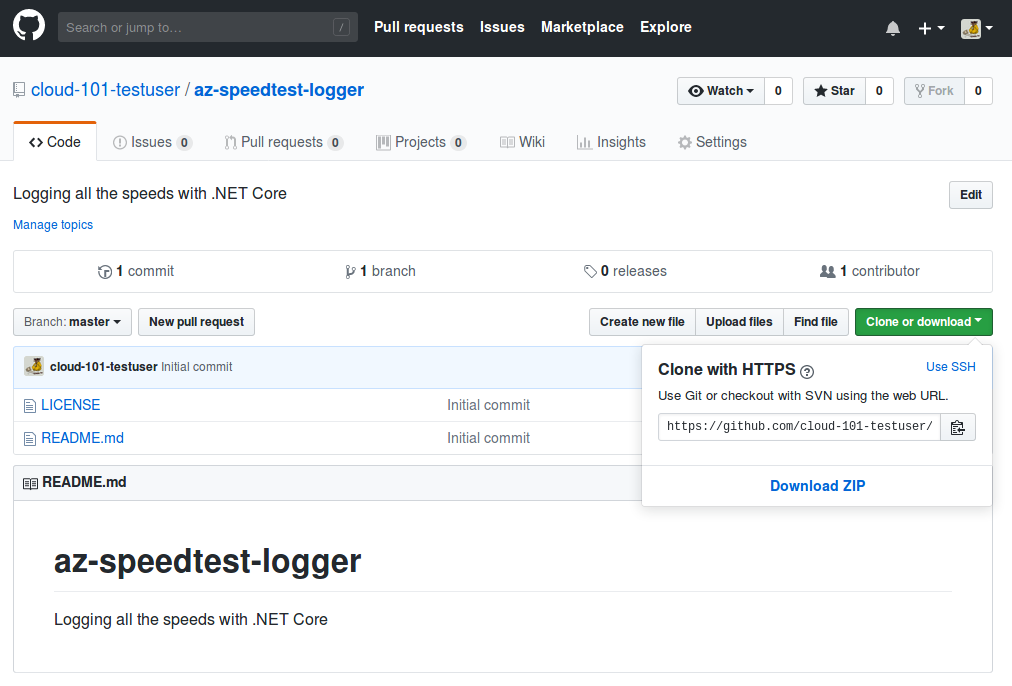 Search or jump to… / Pull requests Issues Marketplace Explore
cloud-101-testuser / az-speedtest-logger Watch 0 Star 0 Fork 0
Code Issues 0 Pull requests 0 Projects 0 Wiki Insights Settings
Logging all the speeds with .NET Core Edit
Manage topics
1 commit 1 branch 0 releases 1 contributor
Branch: master New pull request Create new file Upload files Find file Clone or download
cloud-101-testuser Initial commit
LICENSE Initial commit
README.md Initial commit
Clone with HTTPS ? Use SSH
Use Git or checkout with SVN using the web URL.
https://github.com/cloud-101-testuser/
Download ZIP
README.md
az-speedtest-logger
Logging all the speeds with .NET Core